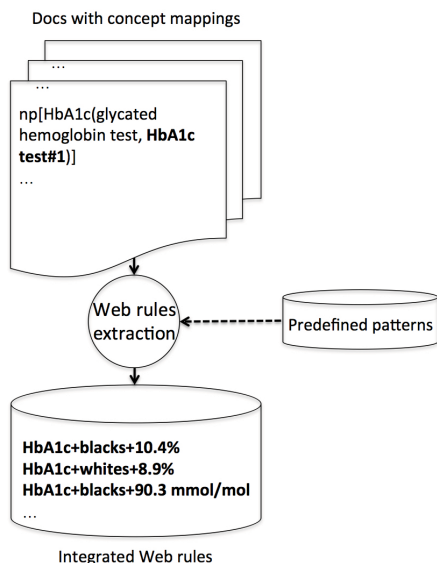 Docs with concept mappings
...
...
np[HbA1c(glycated
hemoglobin test, HbA1c
test#1)]
...
Web rules
extraction
Predefined patterns
HbA1c+blacks+10.4%
HbA1c+whites+8.9%
HbA1c+blacks+90.3 mmol/mol
...
Integrated Web rules